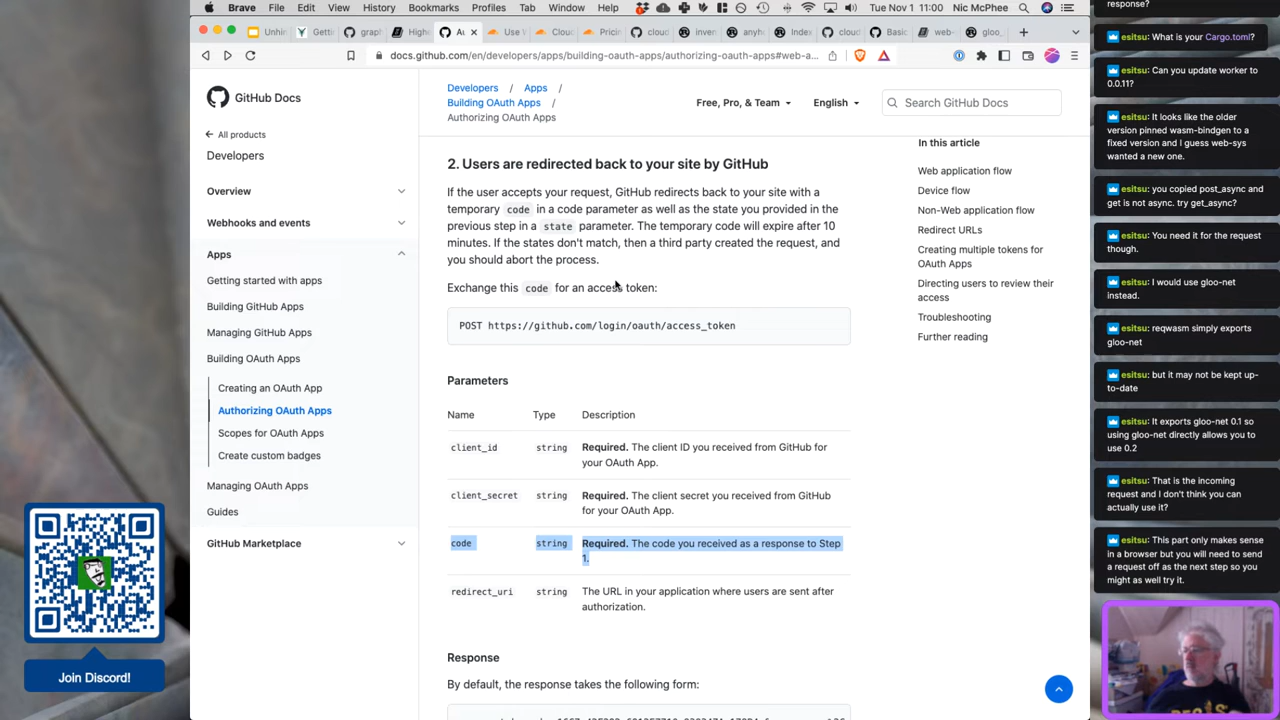 Brave File Edit View History Bookmarks Profiles Tab Window Help
Tue Nov 1 11:00 Nic McPhee
docs.github.com/en/developers/apps/building-oauth-apps/authorizing-oauth-apps#web-a...
GitHub Docs
All products
Developers
Overview
Webhooks and events
Apps
Getting started with apps
Building GitHub Apps
Managing GitHub Apps
Building OAuth Apps
Creating an OAuth App
Authorizing OAuth Apps
Scopes for OAuth Apps
Create custom badges
Managing OAuth Apps
Guides
GitHub Marketplace
Developers / Apps /
Building OAuth Apps /
Authorizing OAuth Apps
Free, Pro, & Team
English
Search GitHub Docs
2. Users are redirected back to your site by GitHub
If the user accepts your request, GitHub redirects back to your site with a
temporary code in a code parameter as well as the state you provided in the
previous step in a state parameter. The temporary code will expire after 10
minutes. If the states don't match, then a third party created the request, and
you should abort the process.
Exchange this code for an access token:
POST https://github.com/login/oauth/access_token
Parameters
Name Type Description
client_id string Required. The client ID you received from GitHub for
your OAuth App.
client_secret string Required. The client secret you received from GitHub
for your OAuth App.
code string Required. The code you received as a response to Step
1.
redirect_uri string The URL in your application where users are sent after
authorization.
Response
By default, the response takes the following form:
In this article
Web application flow
Device flow
Non-Web application flow
Redirect URLs
Creating multiple tokens for
OAuth Apps
Directing users to review their
access
Troubleshooting
Further reading
response?
esitsu: What is your Cargo.toml?
esitsu: Can you update worker to
0.0.11?
esitsu: It looks like the older
version pinned wasm-bindgen to a
fixed version and I guess web-sys
wanted a new one.
esitsu: you copied post_async and
get is not async. try get_async?
esitsu: You need it for the request
though.
esitsu: I would use gloo-net
instead.
esitsu: reqwasm simply exports
gloo-net
esitsu: but it may not be kept up-
to-date
esitsu: It exports gloo-net 0.1 so
using gloo-net directly allows you to
use 0.2
esitsu: That is the incoming
request and I don't think you can
actually use it?
esitsu: This part only makes sense
in a browser but you will need to send
a request off as the next step so you
might as well try it.
Join Discord!